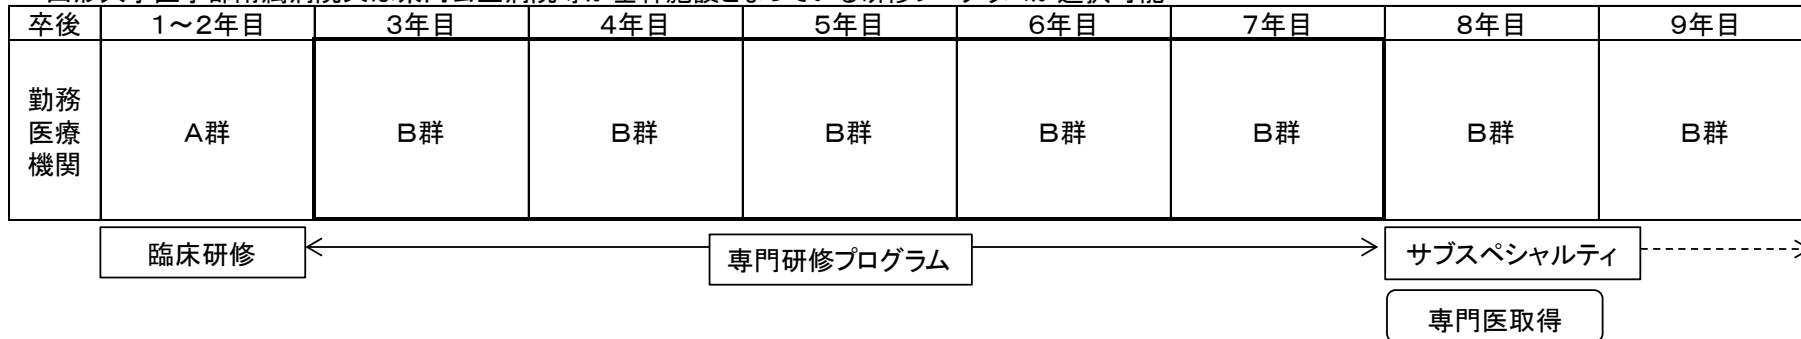 卒後 1～2年目 3年目 4年目 5年目 6年目 7年目 8年目 9年目
勤務
医療
機関
A群 B群 B群 B群 B群 B群 B群 B群
臨床研修 専門研修プログラム サブスペシャルティ
専門医取得